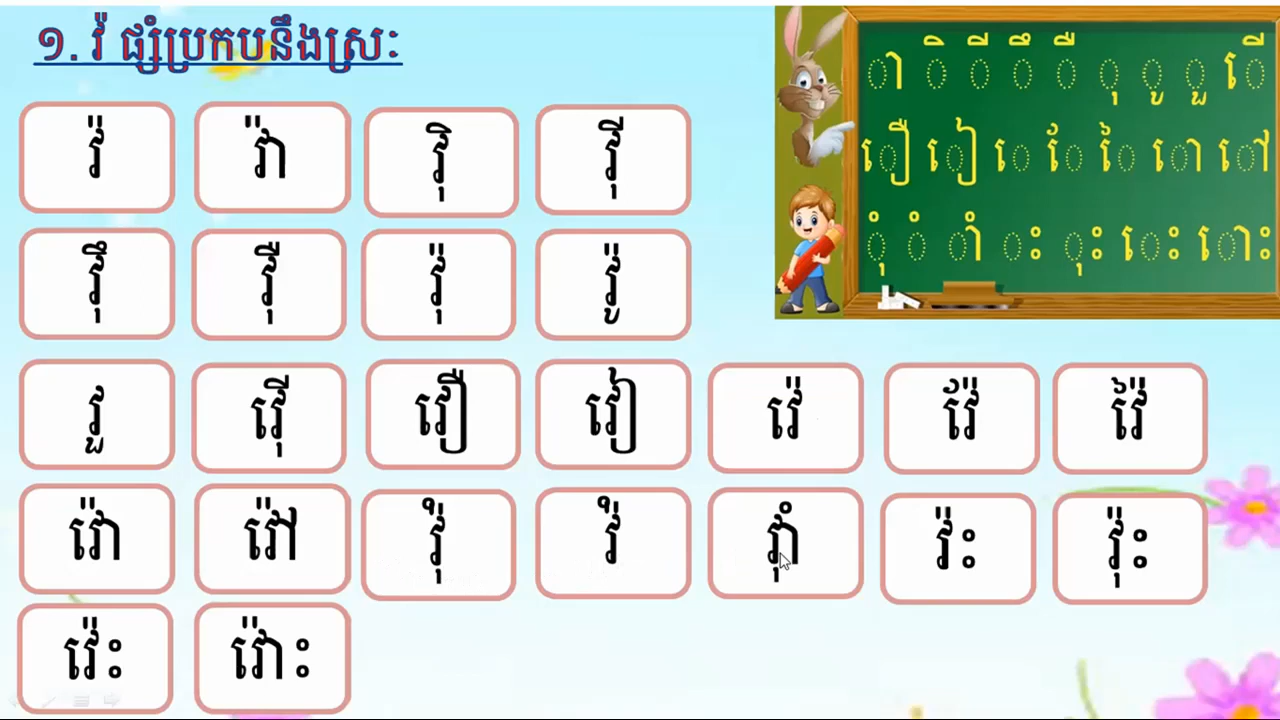 ១. វ៉ ផ្សំប្រកបនឹងស្រៈ
ា ិ ី ឹ ឺ ុ ូ ួ ើ
ឿ ៀ េ ែ ៃ ោ ៅ
ុំ ំ ាំ ះ ុះ េះ ោះ
វ៉ វ៉ា វ៉ិ វ៉ី
វ៉ឹ វ៉ឺ វ៉ុ វ៉ូ
វួ វ៉ើ វឿ វៀ វ៉េ វ៉ែ វ៉ៃ
វ៉ោ វ៉ៅ វ៉ុំ វ៉ំ វ៉ាំ វ៉ះ វ៉ុះ
វ៉េះ វ៉ោះ